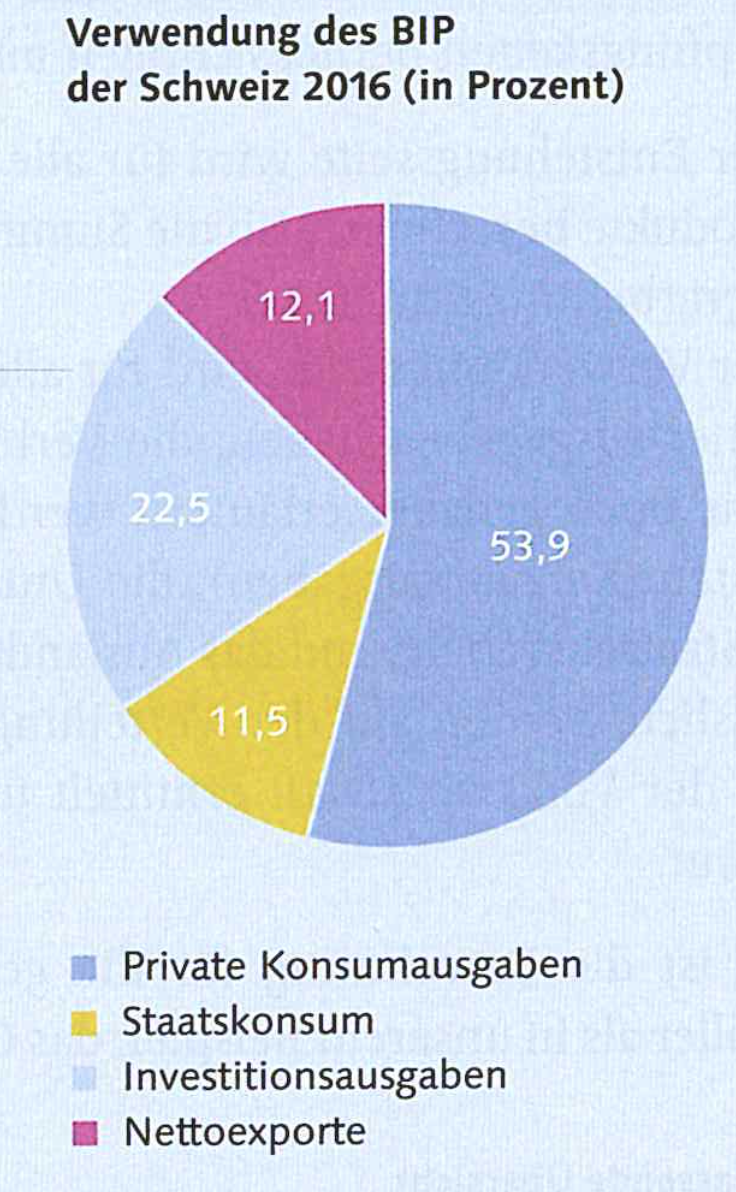 Verwendung des BIP
der Schweiz 2016 (in Prozent)
12,1
22,5
53,9
11,5
Private Konsumausgaben
Staatskonsum
Investitionsausgaben
Nettoexporte